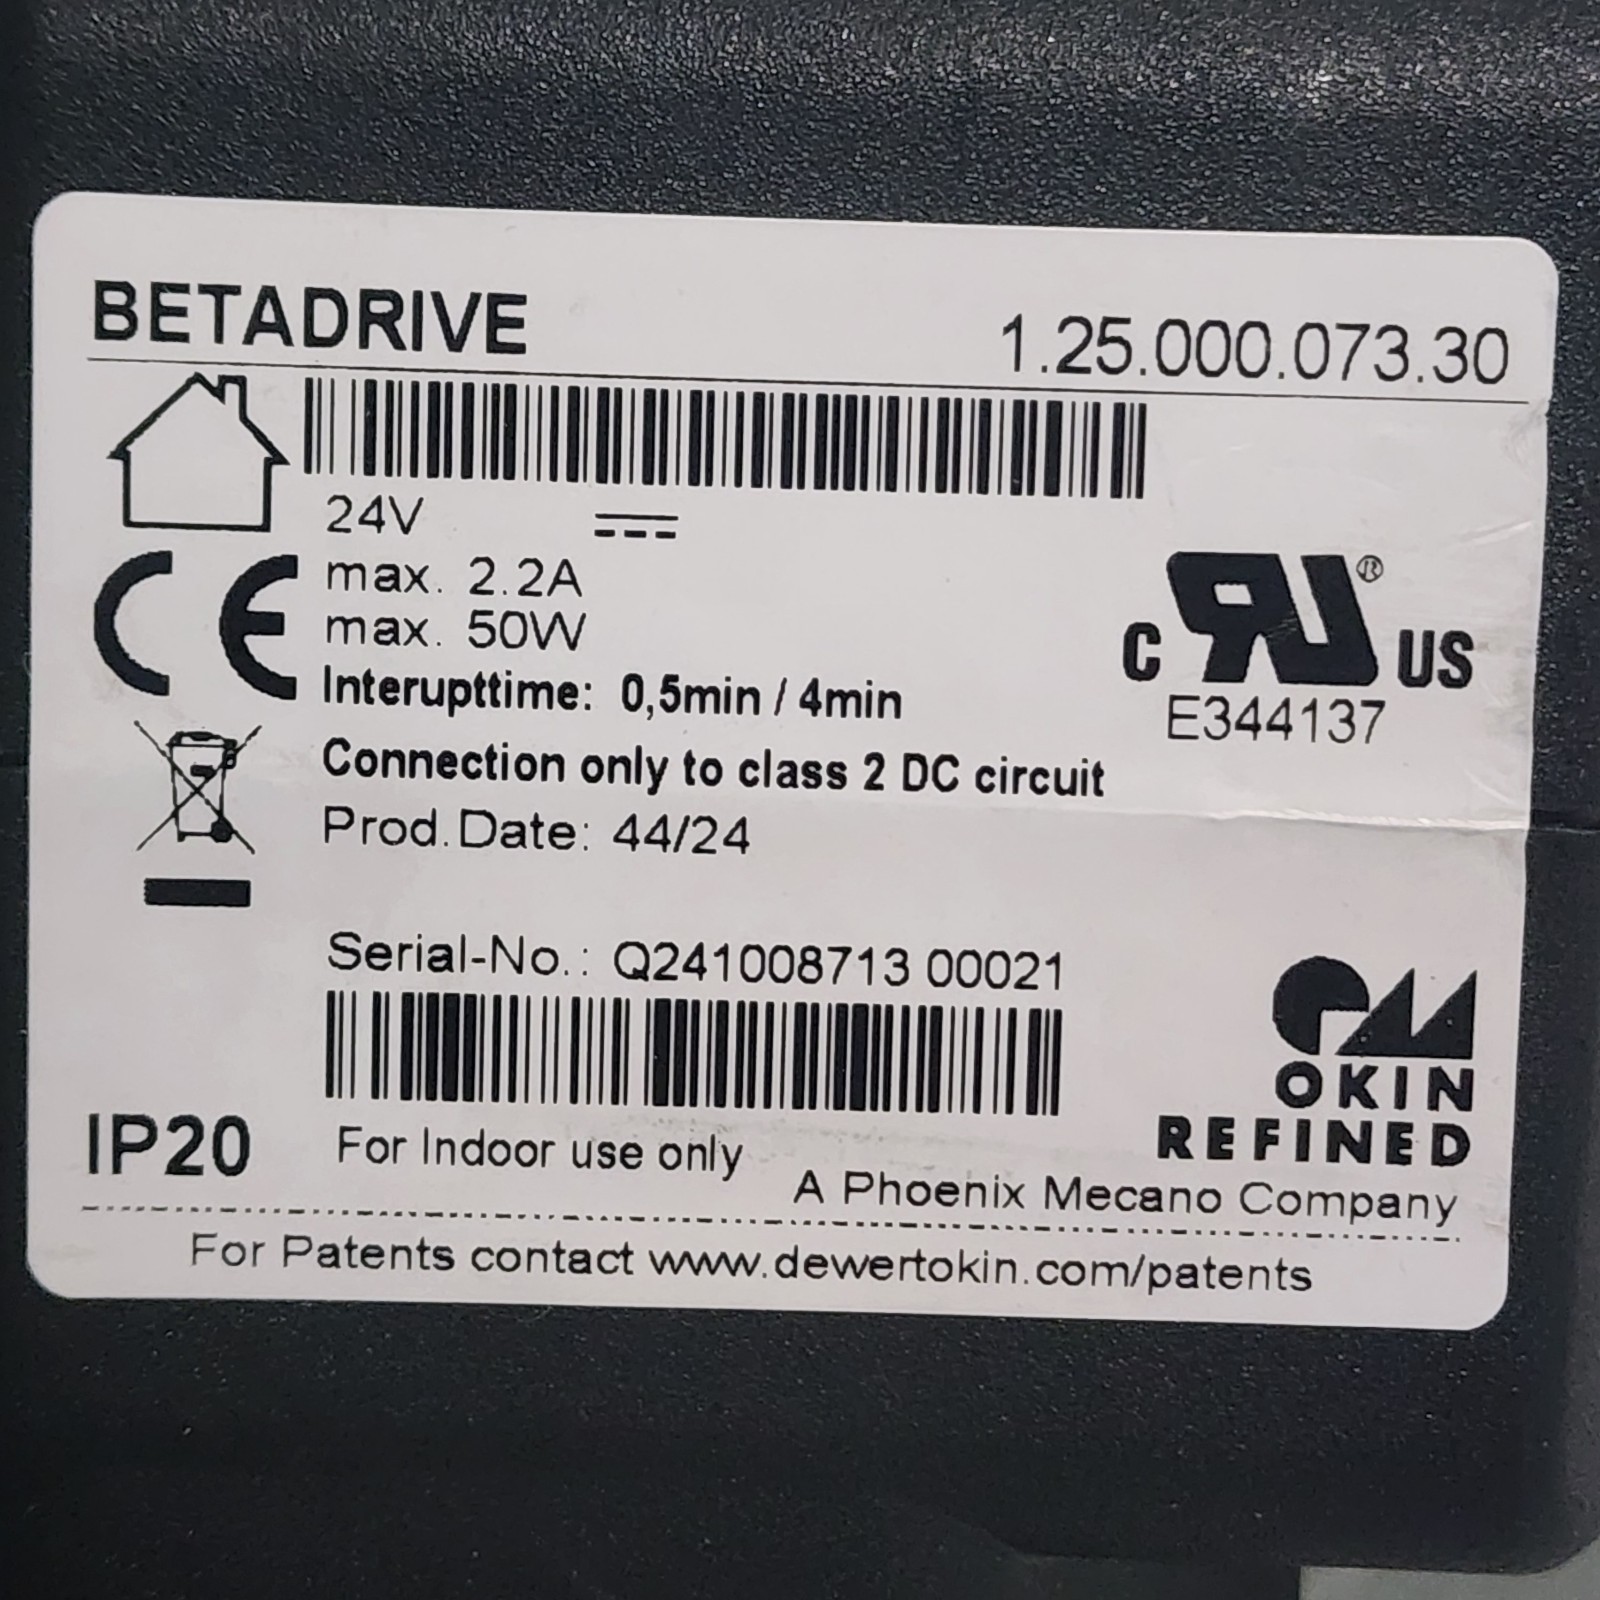 BETADRIVE 1.25.000.073.30
24V
max. 2.2A
max. 50W
Interupttime: 0,5min / 4min
Connection only to class 2 DC circuit
Prod.Date: 44/24
CE
c RU® US
E344137
Serial-No.: Q241008713 00021
OKIN
REFINED
IP20 For Indoor use only
A Phoenix Mecano Company
For Patents contact www.dewertokin.com/patents